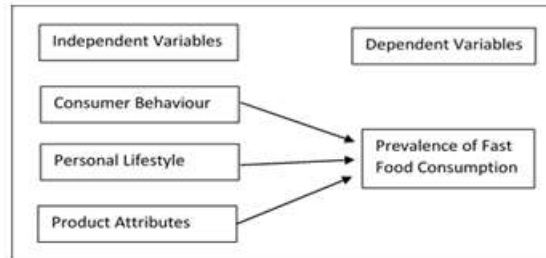 Independent Variables
Dependent Variables
Consumer Behaviour
Personal Lifestyle
Prevalence of Fast
Food Consumption
Product Attributes